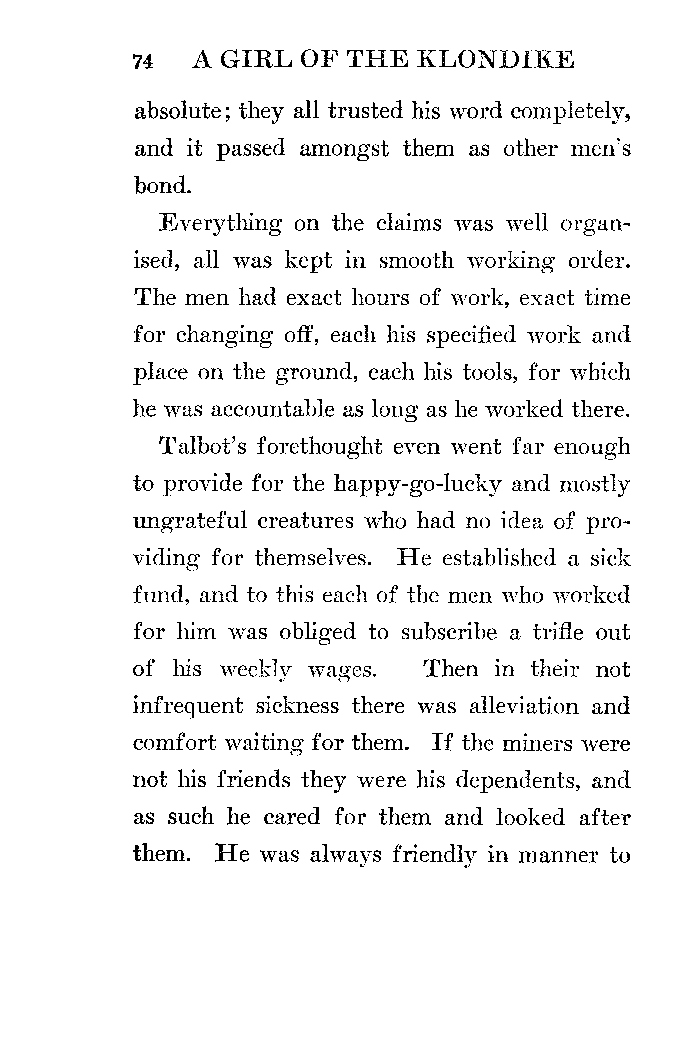 74 A GIRL OF THE KLONDIKE
absolute; they all trusted his word completely,
and it passed amongst them as other men's
bond.
Everything on the claims was well organ-
ised, all was kept in smooth working order.
The men had exact hours of work, exact time
for changing off, each his specified work and
place on the ground, each his tools, for which
he was accountable as long as he worked there.
Talbot's forethought even went far enough
to provide for the happy-go-lucky and mostly
ungrateful creatures who had no idea of pro-
viding for themselves. He established a sick
fund, and to this each of the men who worked
for him was obliged to subscribe a trifle out
of his weekly wages. Then in their not
infrequent sickness there was alleviation and
comfort waiting for them. If the miners were
not his friends they were his dependents, and
as such he cared for them and looked after
them. He was always friendly in manner to